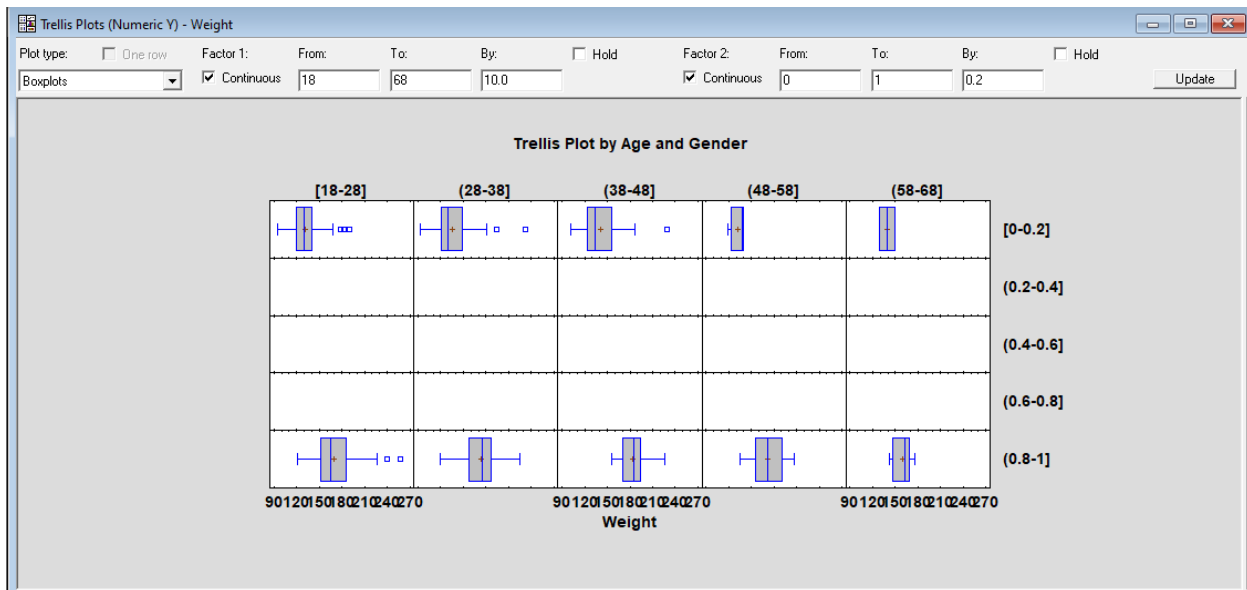 Trellis Plots (Numeric Y) - Weight
Plot type: One row Factor 1: From: To: By: Hold Factor 2: From: To: By: Hold
Boxplots Continuous 18 68 10.0 Continuous 0 1 0.2 Update
Trellis Plot by Age and Gender
[18-28] (28-38] (38-48] (48-58] (58-68]
[0-0.2]
(0.2-0.4]
(0.4-0.6]
(0.6-0.8]
(0.8-1]
90120150180210240270 90120150180210240270 90120150180210240270
Weight